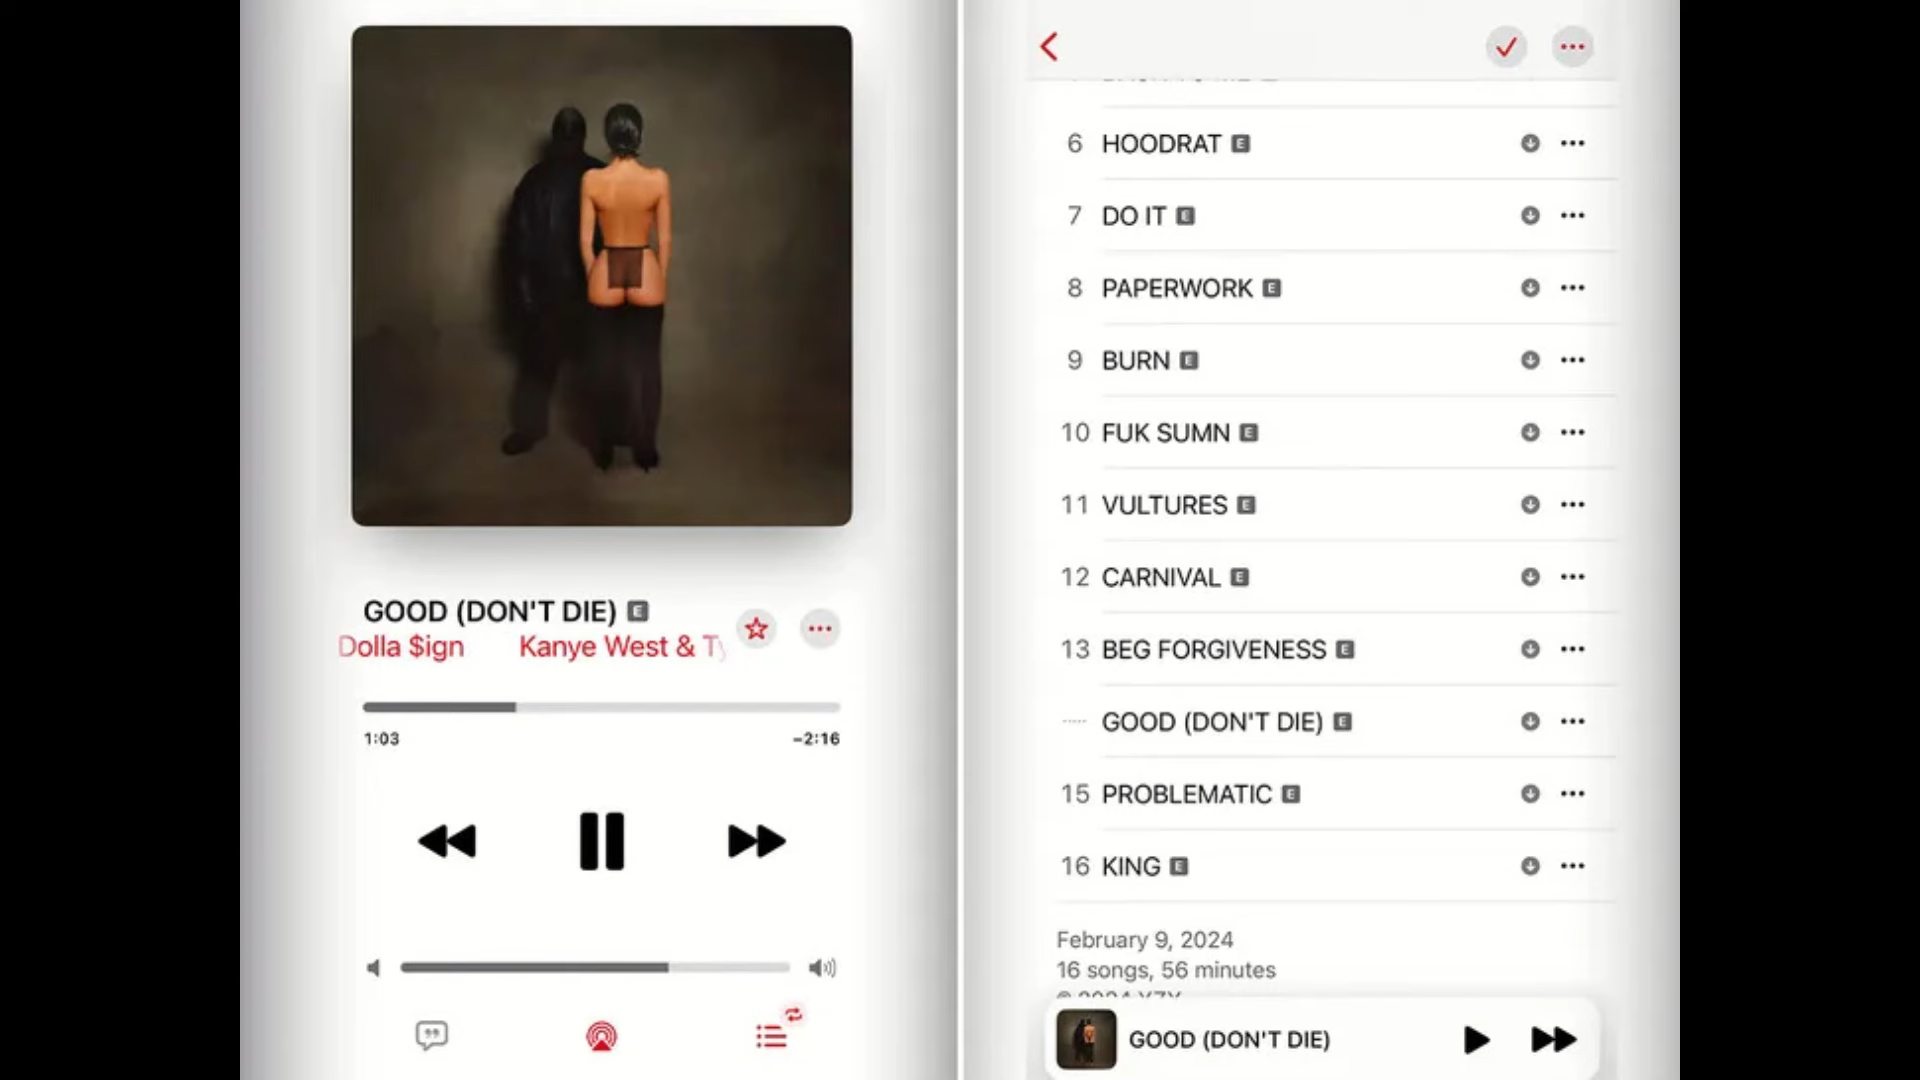 GOOD (DON'T DIE) E
Dolla $ign Kanye West & Ty
1:03
-2:16
6 HOODRAT E
7 DO IT E
8 PAPERWORK E
9 BURN E
10 FUK SUMN E
11 VULTURES E
12 CARNIVAL E
13 BEG FORGIVENESS E
GOOD (DON'T DIE) E
15 PROBLEMATIC E
16 KING E
February 9, 2024
16 songs, 56 minutes
GOOD (DON'T DIE)